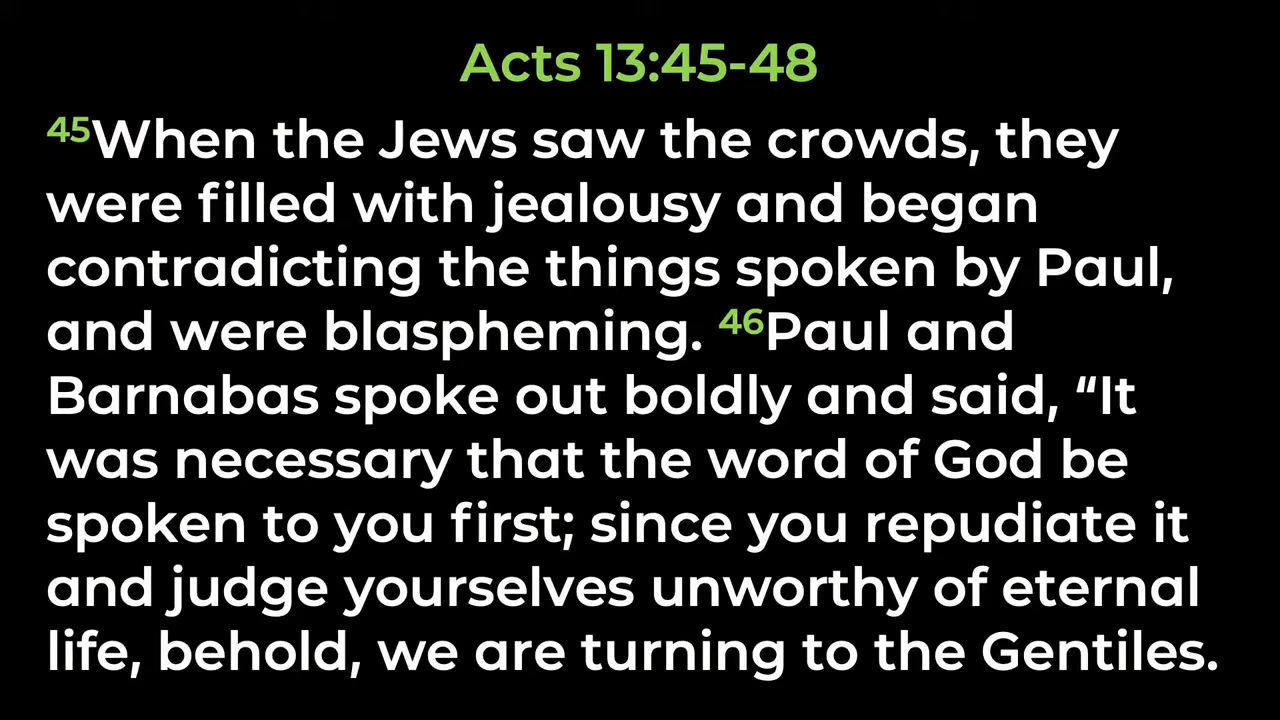 Acts 13:45-48
45When the Jews saw the crowds, they
were filled with jealousy and began
contradicting the things spoken by Paul,
and were blaspheming. 46Paul and
Barnabas spoke out boldly and said, “It
was necessary that the word of God be
spoken to you first; since you repudiate it
and judge yourselves unworthy of eternal
life, behold, we are turning to the Gentiles.